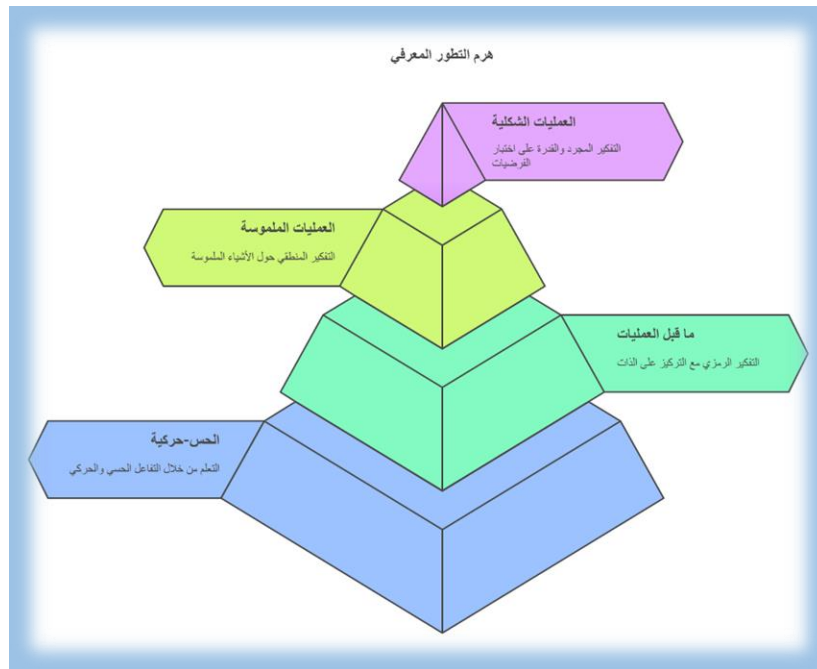 هرم التطور المعرفي
العمليات الشكلية
التفكير المجرد والقدرة على اختبار
الفرضيات
العمليات الملموسة
التفكير المنطقي حول الأشياء الملموسة
ما قبل العمليات
التفكير الرمزي مع التركيز على الذات
الحس-حركية
التعلم من خلال التفاعل الحسي والحركي